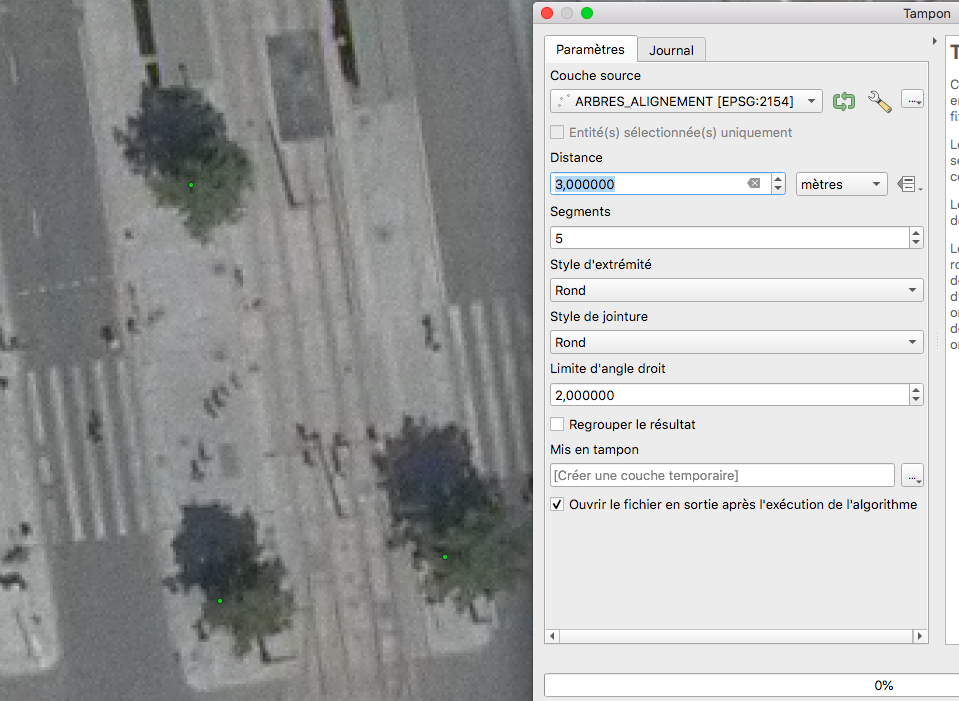 Tampon
Paramètres
Journal
Couche source
ARBRES_ALIGNEMENT [EPSG:2154]
...
Entité(s) sélectionnée(s) uniquement
Distance
3,000000
mètres
Segments
5
Style d'extrémité
Rond
Style de jointure
Rond
Limite d'angle droit
2,000000
Regrouper le résultat
Mis en tampon
[Créer une couche temporaire]
...
Ouvrir le fichier en sortie après l'exécution de l'algorithme
0%